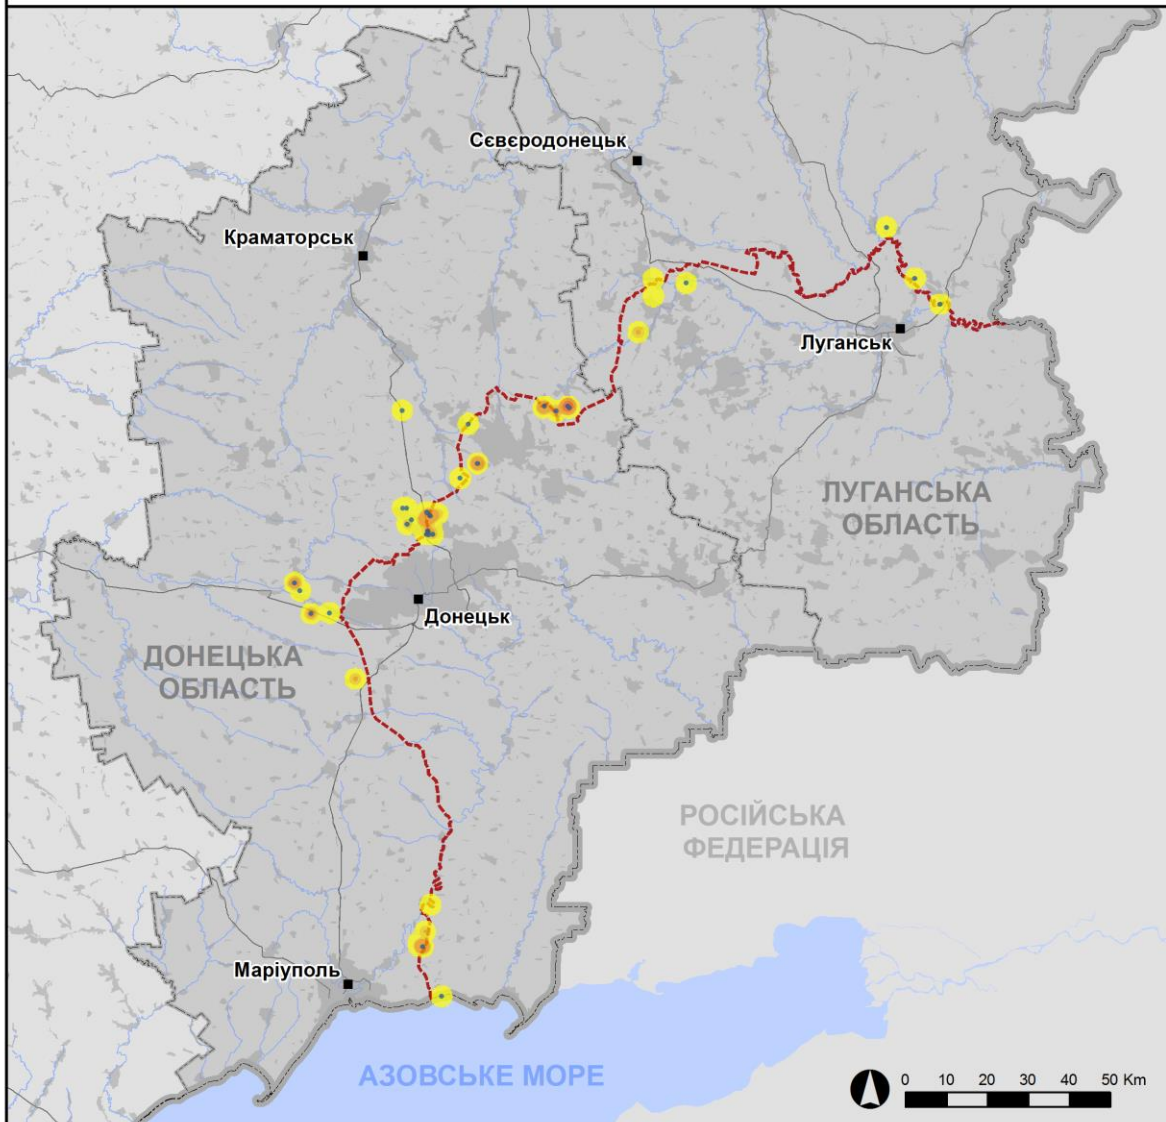 Сєвєродонецьк
Краматорськ
Луганськ
ЛУГАНСЬКА
ОБЛАСТЬ
Донецьк
ДОНЕЦЬКА
ОБЛАСТЬ
РОСІЙСЬКА
ФЕДЕРАЦІЯ
Маріуполь
АЗОВСЬКЕ МОРЕ
0 10 20 30 40 50 Km